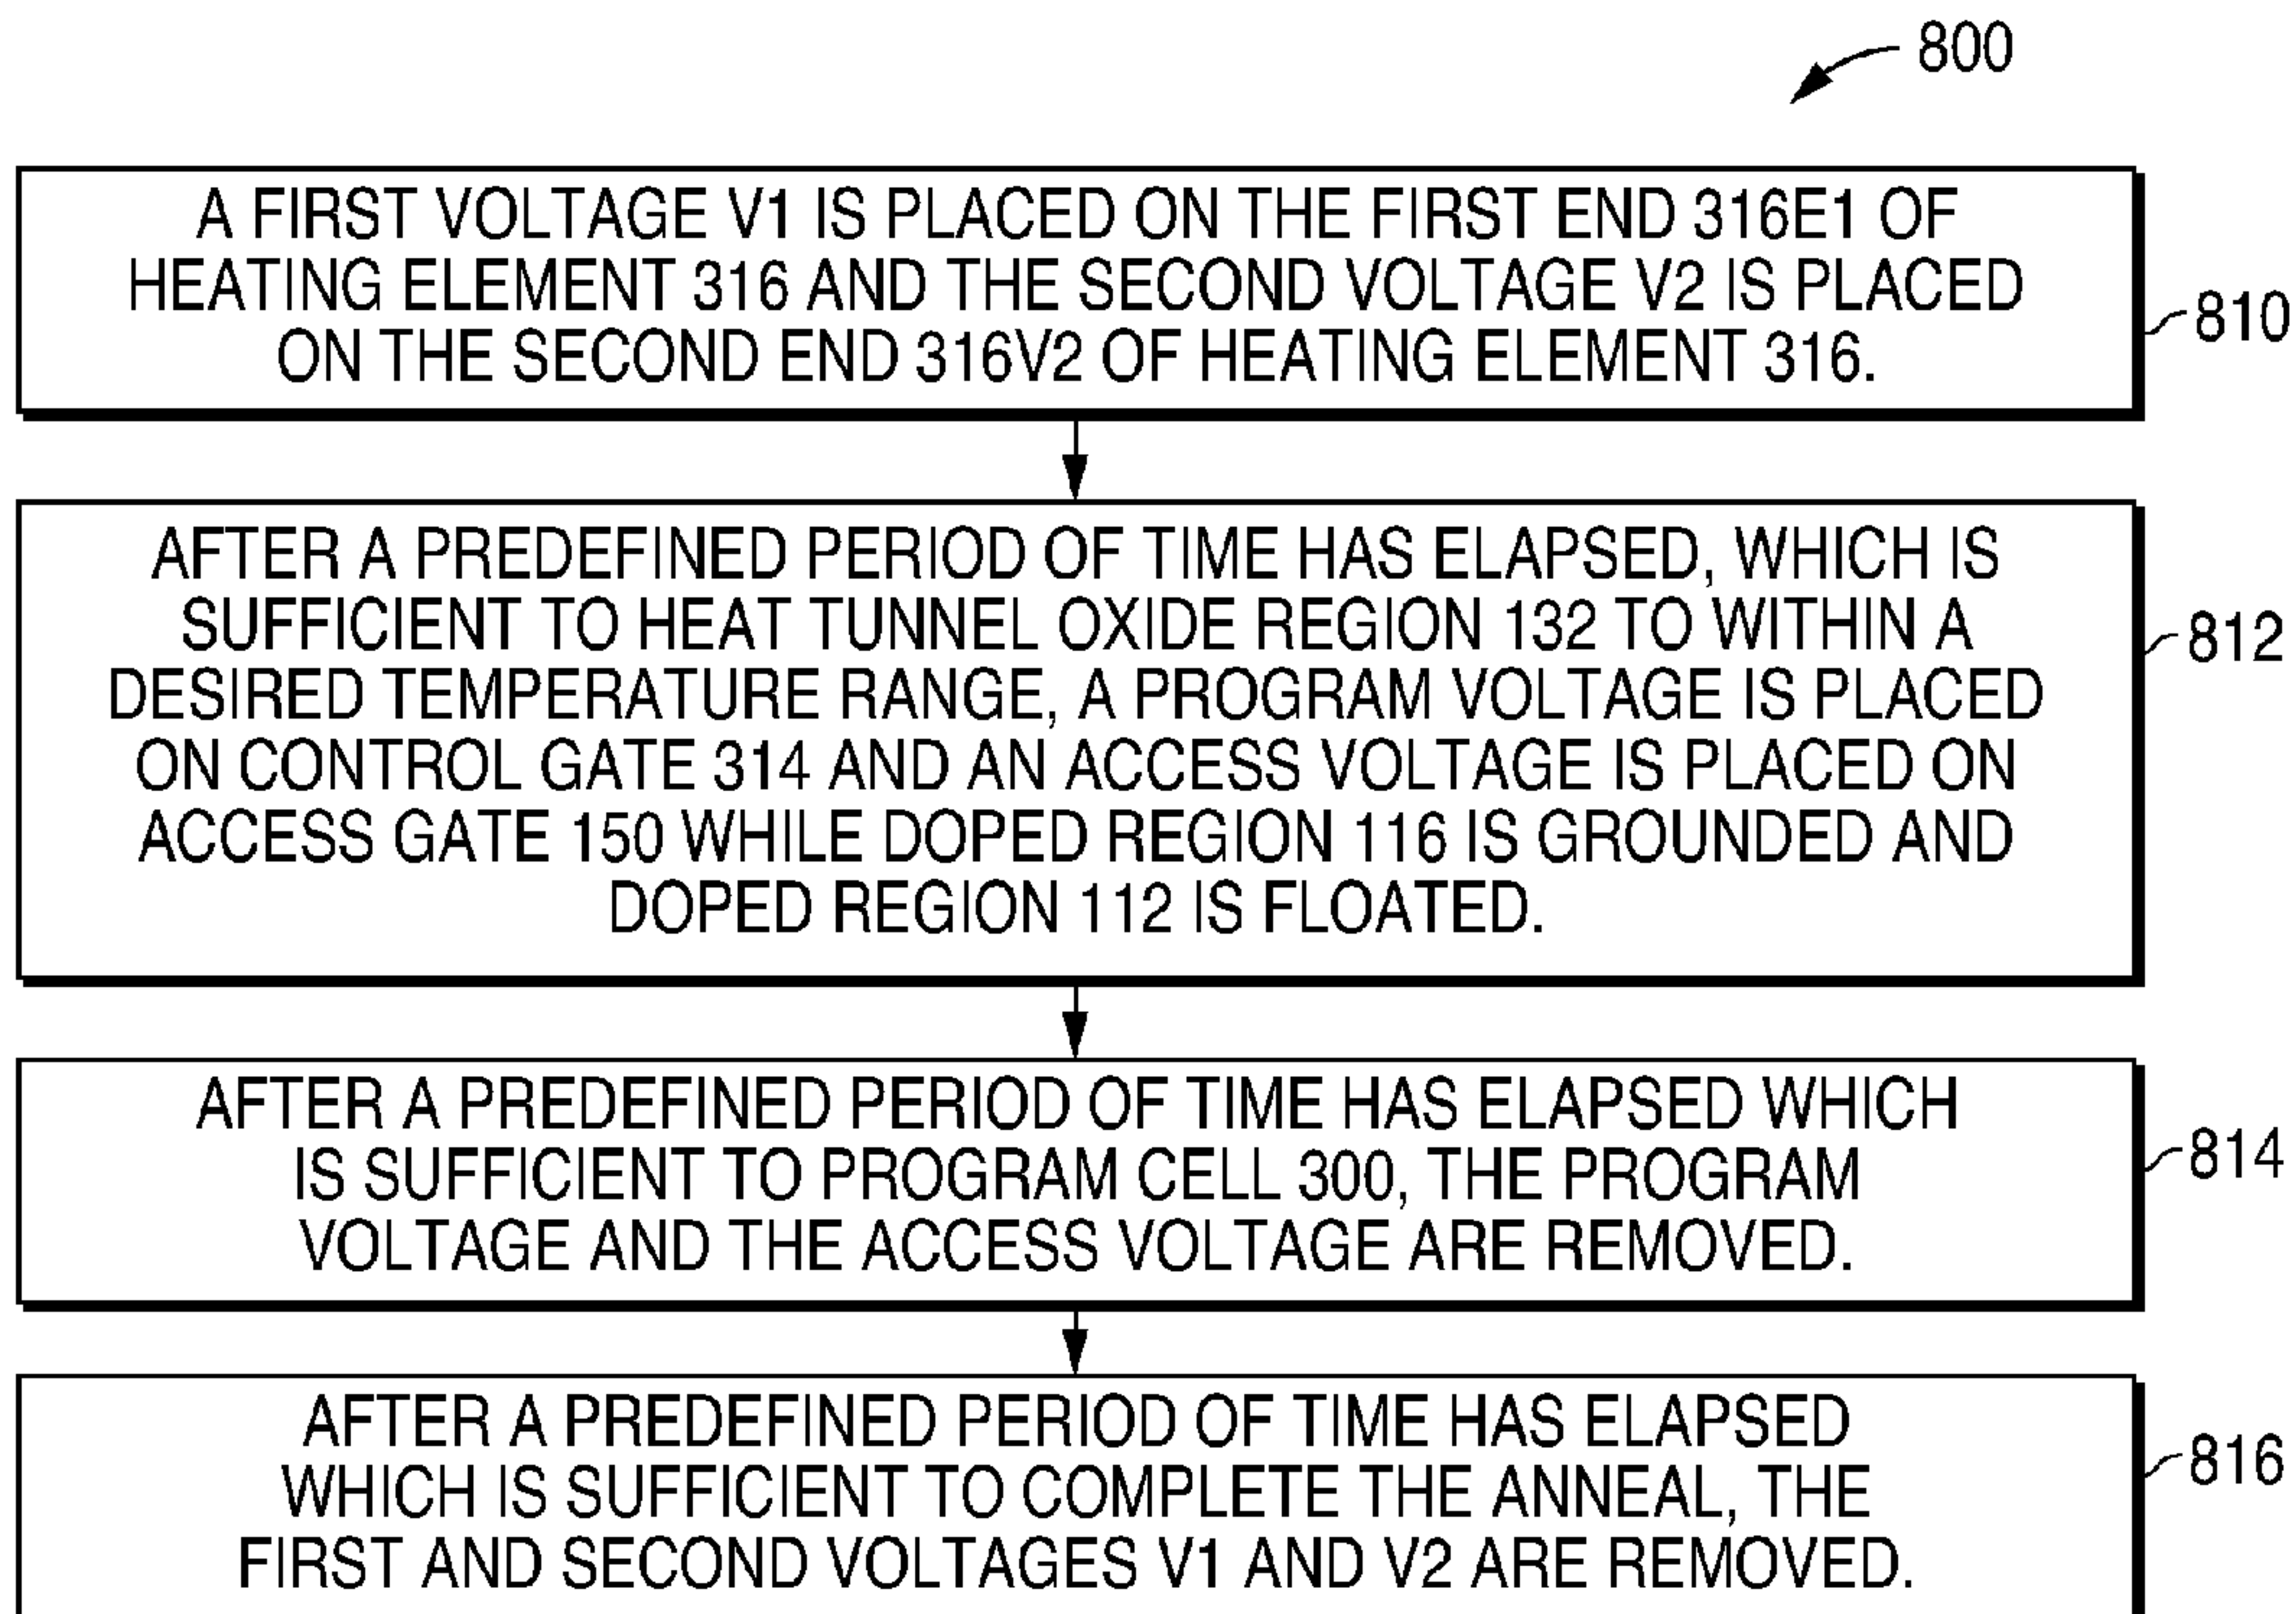 800
A FIRST VOLTAGE V1 IS PLACED ON THE FIRST END 316E1 OF
HEATING ELEMENT 316 AND THE SECOND VOLTAGE V2 IS PLACED
ON THE SECOND END 316V2 OF HEATING ELEMENT 316.
810
AFTER A PREDEFINED PERIOD OF TIME HAS ELAPSED, WHICH IS
SUFFICIENT TO HEAT TUNNEL OXIDE REGION 132 TO WITHIN A
DESIRED TEMPERATURE RANGE, A PROGRAM VOLTAGE IS PLACED
ON CONTROL GATE 314 AND AN ACCESS VOLTAGE IS PLACED ON
ACCESS GATE 150 WHILE DOPED REGION 116 IS GROUNDED AND
DOPED REGION 112 IS FLOATED.
812
AFTER A PREDEFINED PERIOD OF TIME HAS ELAPSED WHICH
IS SUFFICIENT TO PROGRAM CELL 300, THE PROGRAM
VOLTAGE AND THE ACCESS VOLTAGE ARE REMOVED.
814
AFTER A PREDEFINED PERIOD OF TIME HAS ELAPSED
WHICH IS SUFFICIENT TO COMPLETE THE ANNEAL, THE
FIRST AND SECOND VOLTAGES V1 AND V2 ARE REMOVED.
816